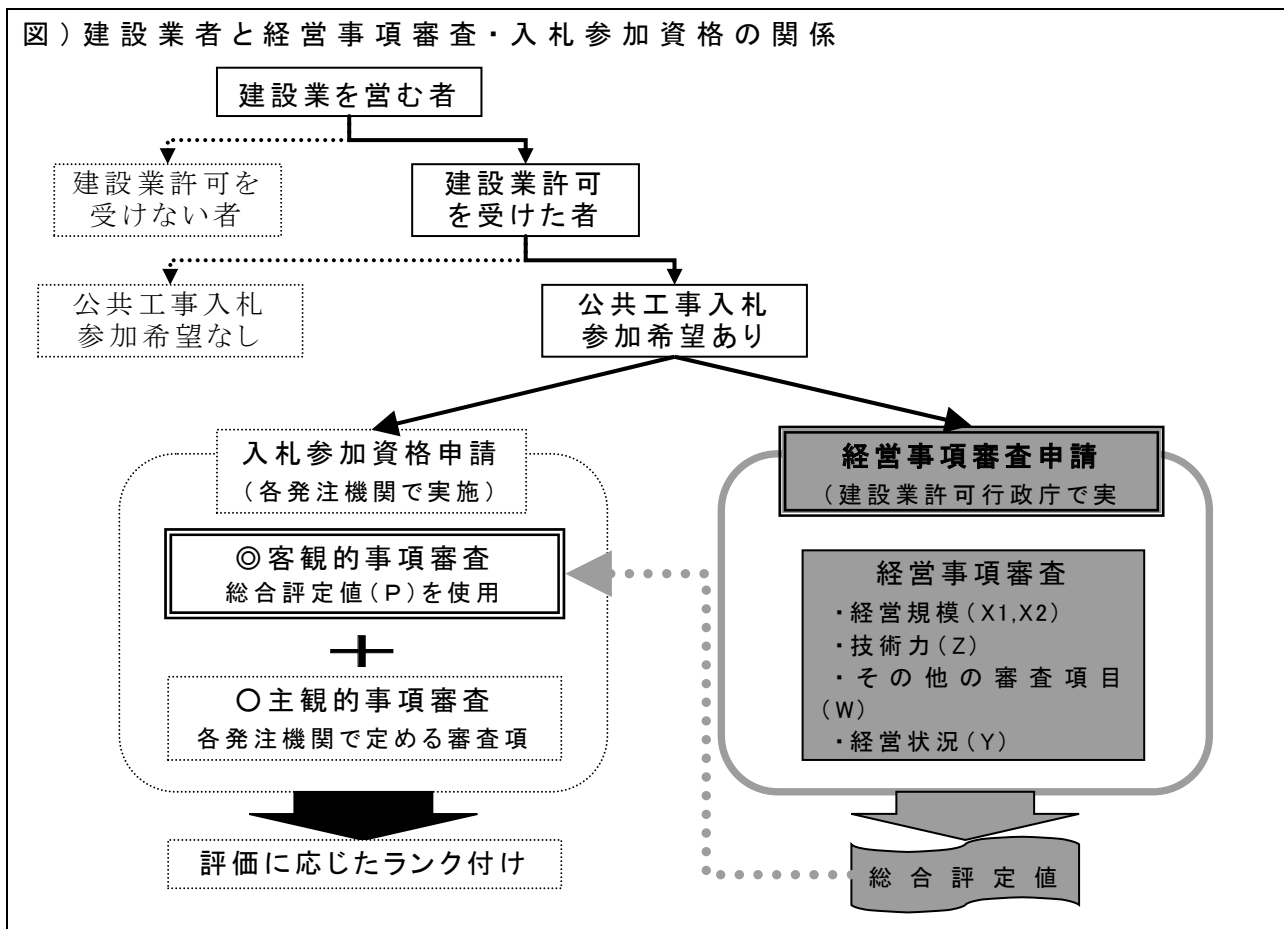 図)建設業者と経営事項審査・入札参加資格の関係
建設業を営む者
建設業許可を
受けない者
建設業許可
を受けた者
公共工事入札
参加希望なし
公共工事入札
参加希望あり
入札参加資格申請
(各発注機関で実施)
◎客観的事項審査
総合評定値(P)を使用
+
○主観的事項審査
各発注機関で定める審査項
評価に応じたランク付け
経営事項審査申請
(建設業許可行政庁で実
経営事項審査
・経営規模(X1,X2)
・技術力(Z)
・その他の審査項目
(W)
・経営状況(Y)
総合評定値